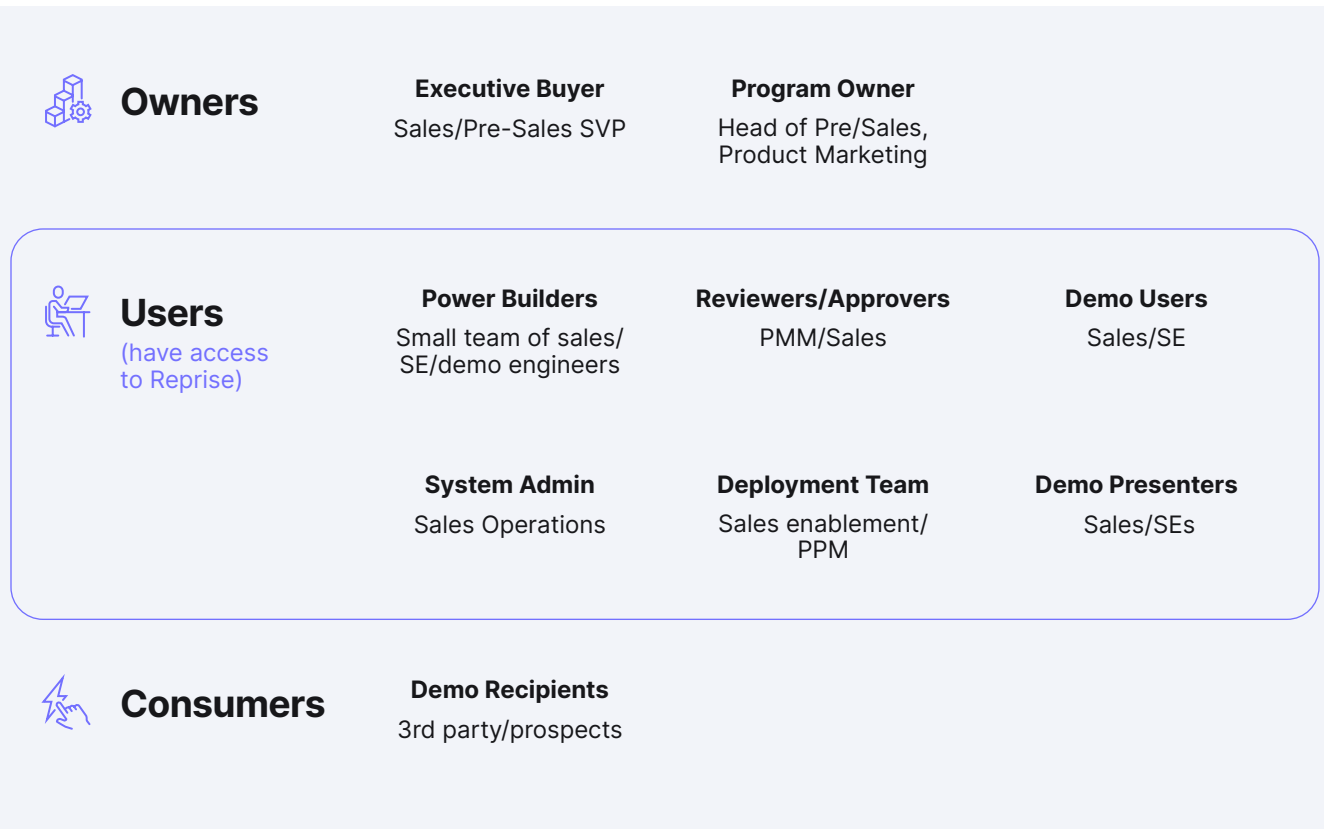 Owners
Executive Buyer
Sales/Pre-Sales SVP
Program Owner
Head of Pre/Sales,
Product Marketing
Users
(have access
to Reprise)
Power Builders
Small team of sales/
SE/demo engineers
Reviewers/Approvers
PMM/Sales
Demo Users
Sales/SE
System Admin
Sales Operations
Deployment Team
Sales enablement/
PPM
Demo Presenters
Sales/SEs
Consumers
Demo Recipients
3rd party/prospects